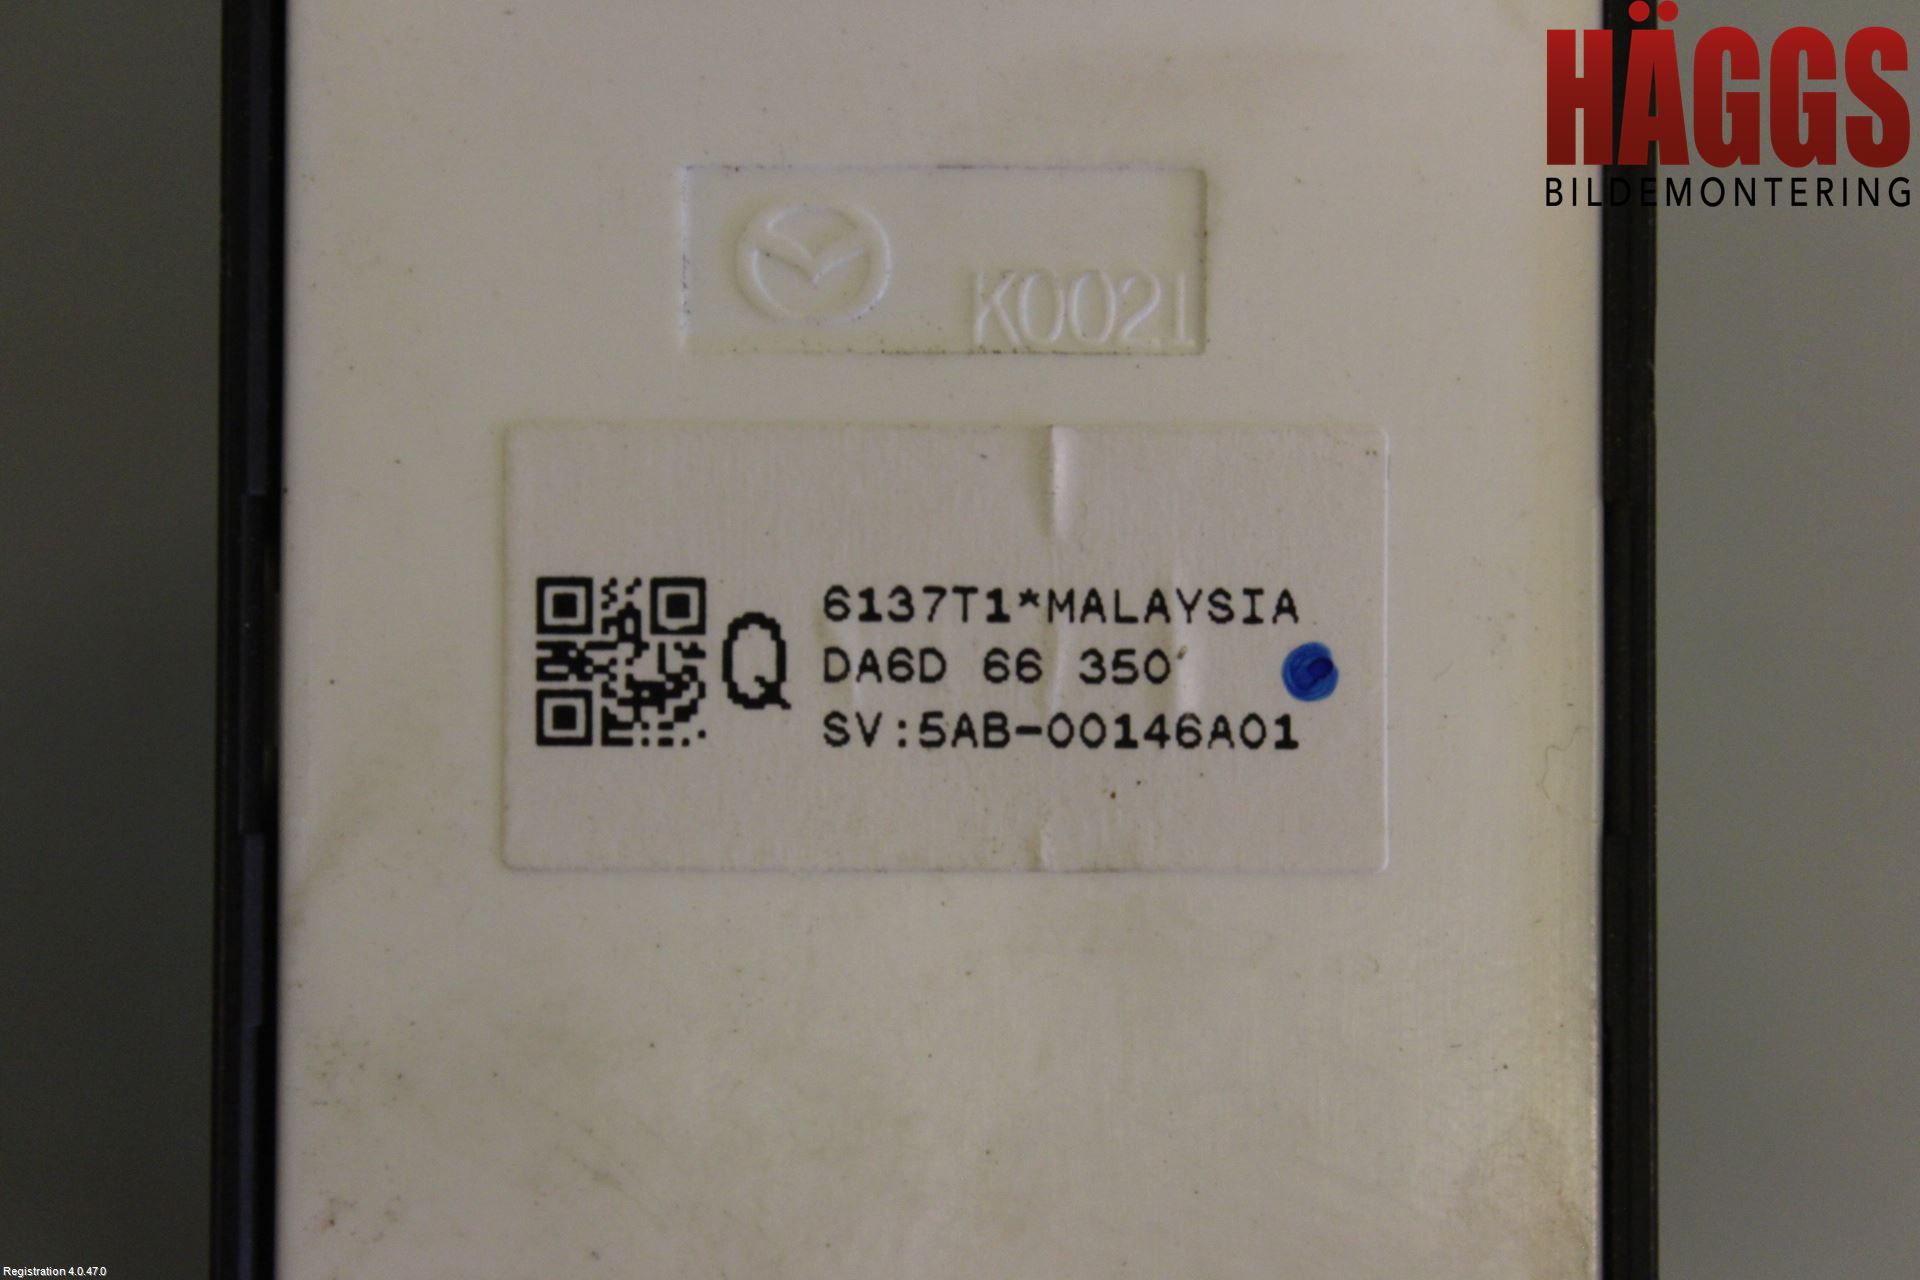 HÄGGS
BILDEMONTERING
K0021
Q
6137T1*MALAYSIA
DA6D 66 350
SV:5AB-00146A01
Registration 4.0.47.0